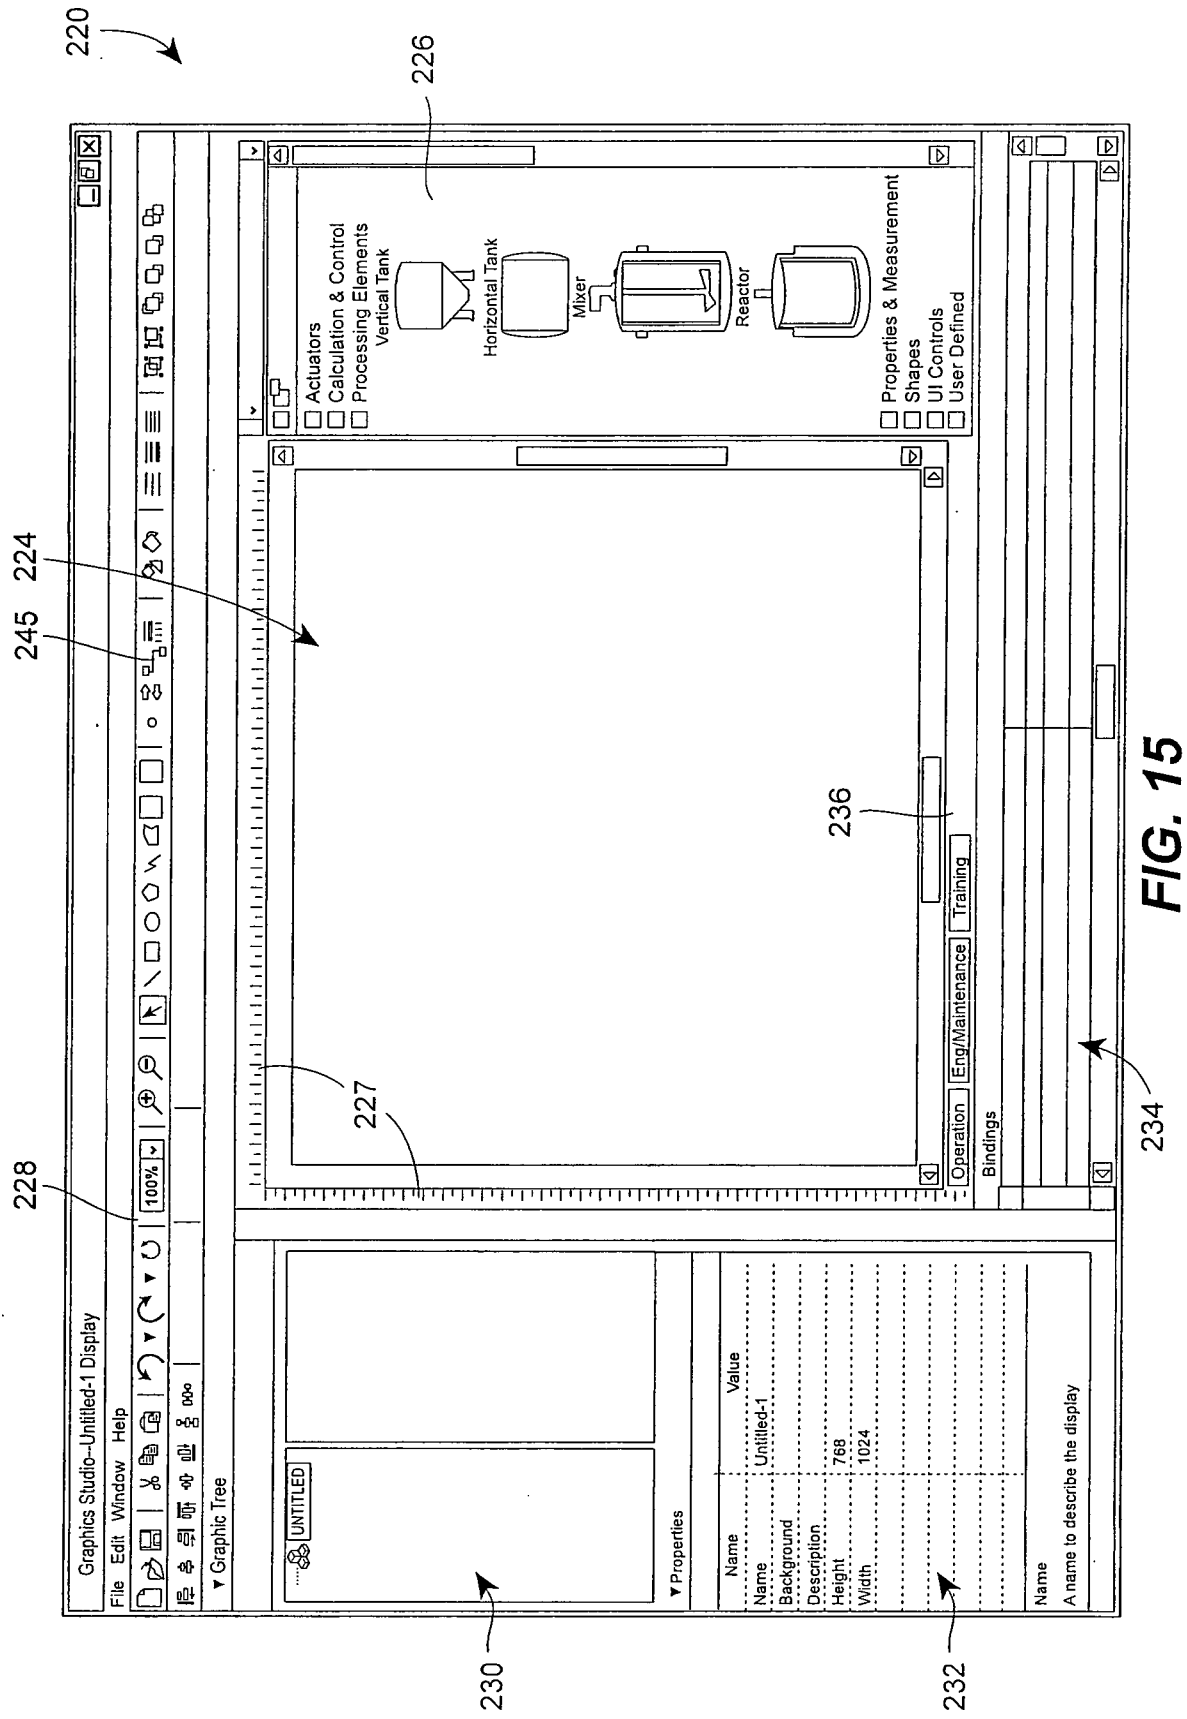 220
Graphics Studio--Untitled-1 Display
File Edit Window Help
228
245
224
100%
Graphic Tree
UNTITLED
230
Properties
Name Value
Name Untitled-1
Background
Description
Height 768
Width 1024
232
Name
A name to describe the display
227
226
Actuators
Calculation & Control
Processing Elements
Vertical Tank
Horizontal Tank
Mixer
Reactor
Properties & Measurement
Shapes
UI Controls
User Defined
236
Operation Eng/Maintenance Training
Bindings
234
FIG. 15